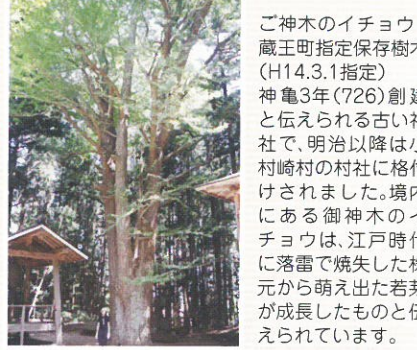 ご神木のイチョウ
蔵王町指定保存樹木
(H14.3.1指定)
神亀3年(726)創建
と伝えられる古い神
社で、明治以降は小
村崎村の村社に格付
けされました。境内
にある御神木のイ
チョウは、江戸時代
に落雷で焼失した株
元から萌え出た若芽
が成長したものと伝
えられています。